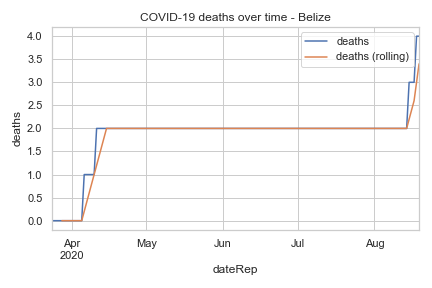 COVID-19 deaths over time - Belize
deaths
deaths (rolling)
4.0
3.5
3.0
2.5
2.0
1.5
1.0
0.5
0.0
deaths
Apr
2020
May
Jun
Jul
Aug
dateRep